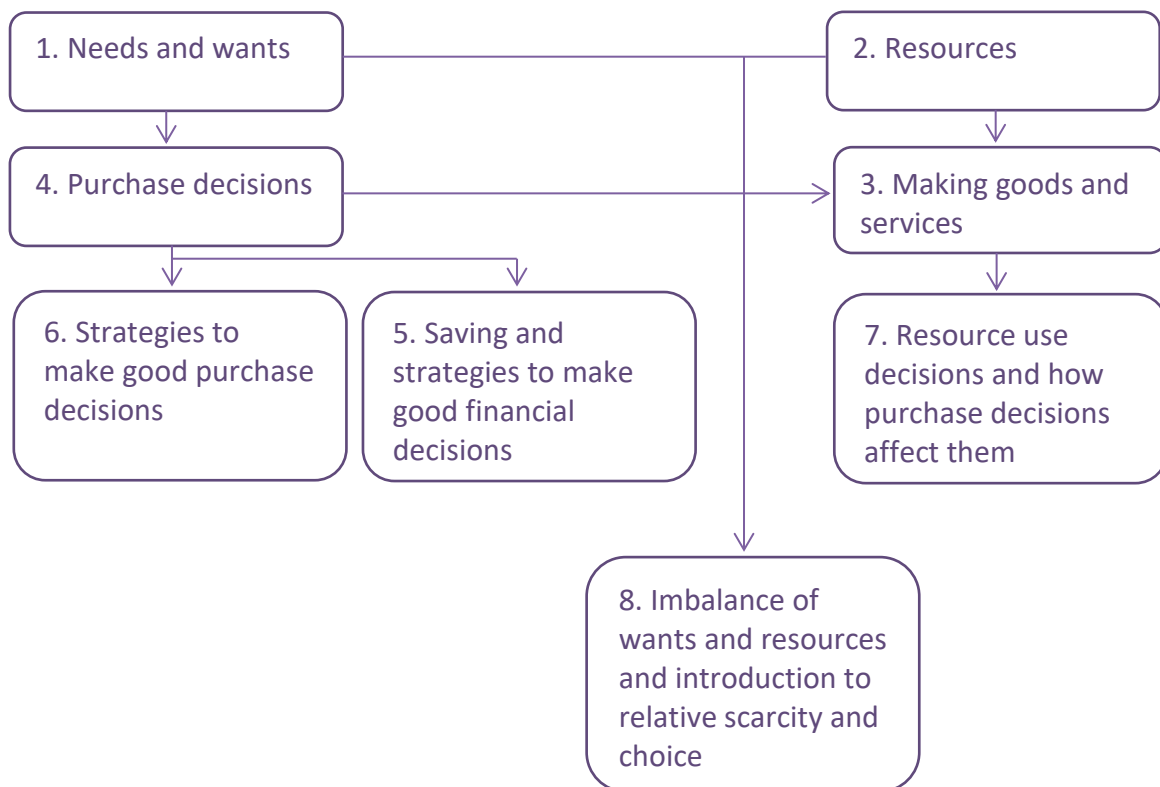 1. Needs and wants
2. Resources
4. Purchase decisions
3. Making goods and
services
6. Strategies to
make good purchase
decisions
5. Saving and
strategies to make
good financial
decisions
7. Resource use
decisions and how
purchase decisions
affect them
8. Imbalance of
wants and resources
and introduction to
relative scarcity and
choice